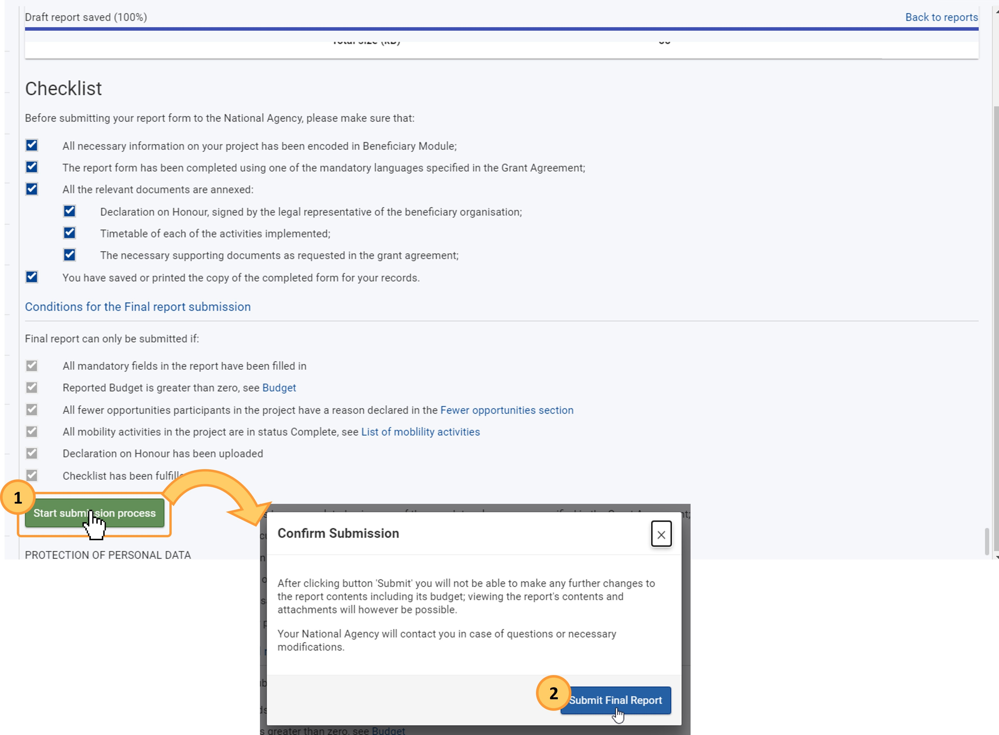 Draft report saved (100%)
Back to reports
Total Size (kB)
Checklist
Before submitting your report form to the National Agency, please make sure that:
All necessary information on your project has been encoded in Beneficiary Module;
The report form has been completed using one of the mandatory languages specified in the Grant Agreement;
All the relevant documents are annexed:
Declaration on Honour, signed by the legal representative of the beneficiary organisation;
Timetable of each of the activities implemented;
The necessary supporting documents as requested in the grant agreement;
You have saved or printed the copy of the completed form for your records.
Conditions for the Final report submission
Final report can only be submitted if:
All mandatory fields in the report have been filled in
Reported Budget is greater than zero, see Budget
All fewer opportunities participants in the project have a reason declared in the Fewer opportunities section
All mobility activities in the project are in status Complete, see List of moblility activities
Declaration on Honour has been uploaded
Checklist has been
1
Start submission process
PROTECTION OF PERSONAL DATA
Confirm Submission
After clicking button 'Submit' you will not be able to make any further changes to
the report contents including its budget; viewing the report's contents and
attachments will however be possible.
Your National Agency will contact you in case of questions or necessary
modifications.
2
Submit Final Report
greater than zero, see Budget